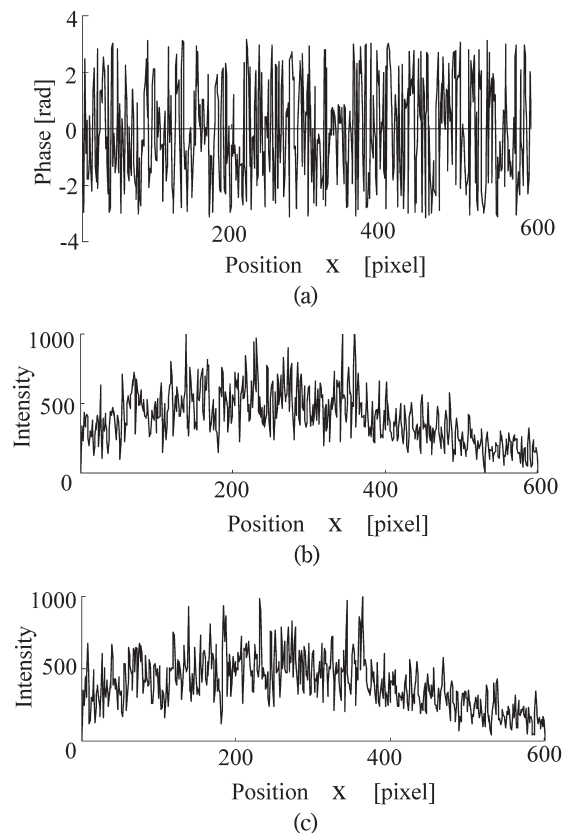 4
2
0
-2
-4
Phase [rad]
200
400
600
Position X [pixel]
(a)
1000
500
0
Intensity
200
400
600
Position X [pixel]
(b)
1000
500
0
Intensity
200
400
600
Position X [pixel]
(c)